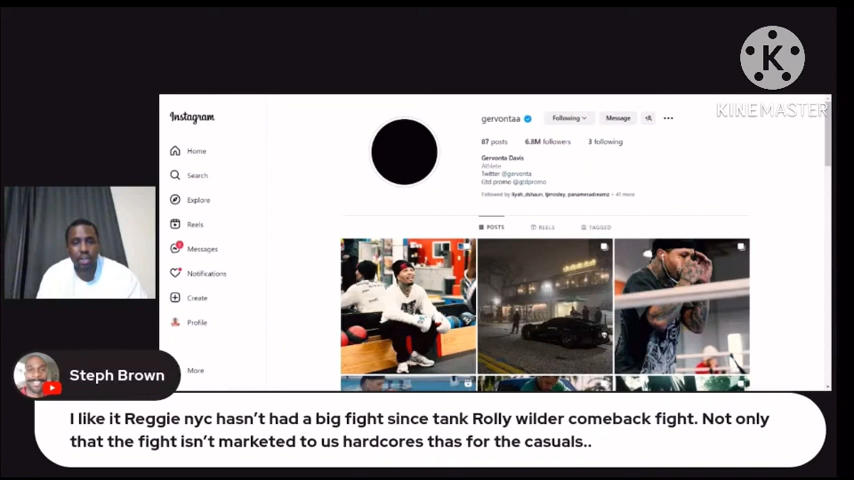 KINEMASTER
Instagram
gervontaa
Following
Message
87 posts
6.8M followers
3 following
Gervonta Davis
Athlete
Twitter @gervonta
Gtd promo @gtdpromo
Home
Search
Explore
Reels
Messages
Notifications
Create
Profile
More
POSTS
REELS
TAGGED
Steph Brown
I like it Reggie nyc hasn't had a big fight since tank Rolly wilder comeback fight. Not only
that the fight isn't marketed to us hardcores thas for the casuals..